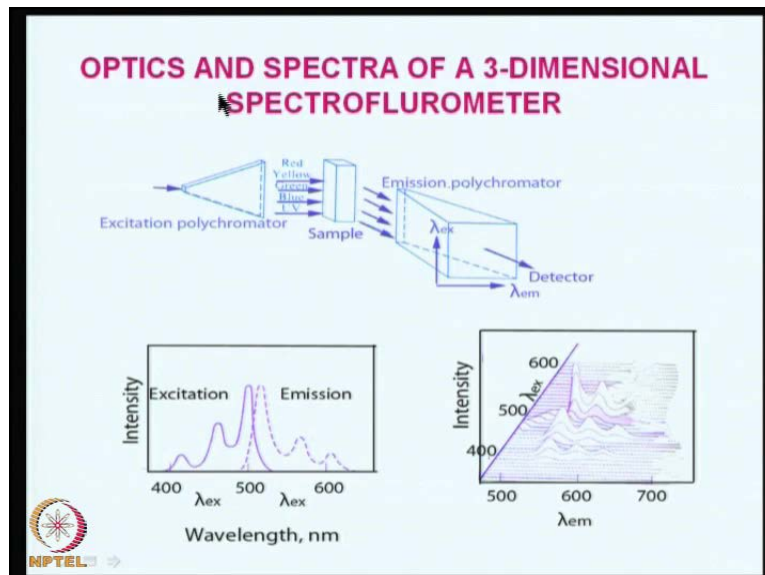 OPTICS AND SPECTRA OF A 3-DIMENSIONAL
SPECTROFLUROMETER
Red
Yellow
Green
Blue
U.V
Excitation polychromator
Sample
Emission.polychromator
λex
λem
Detector
Intensity
Excitation
Emission
400 500 600
λex λex
Wavelength, nm
Intensity
600
λex
500
400
500 600 700
λem
NPTEL